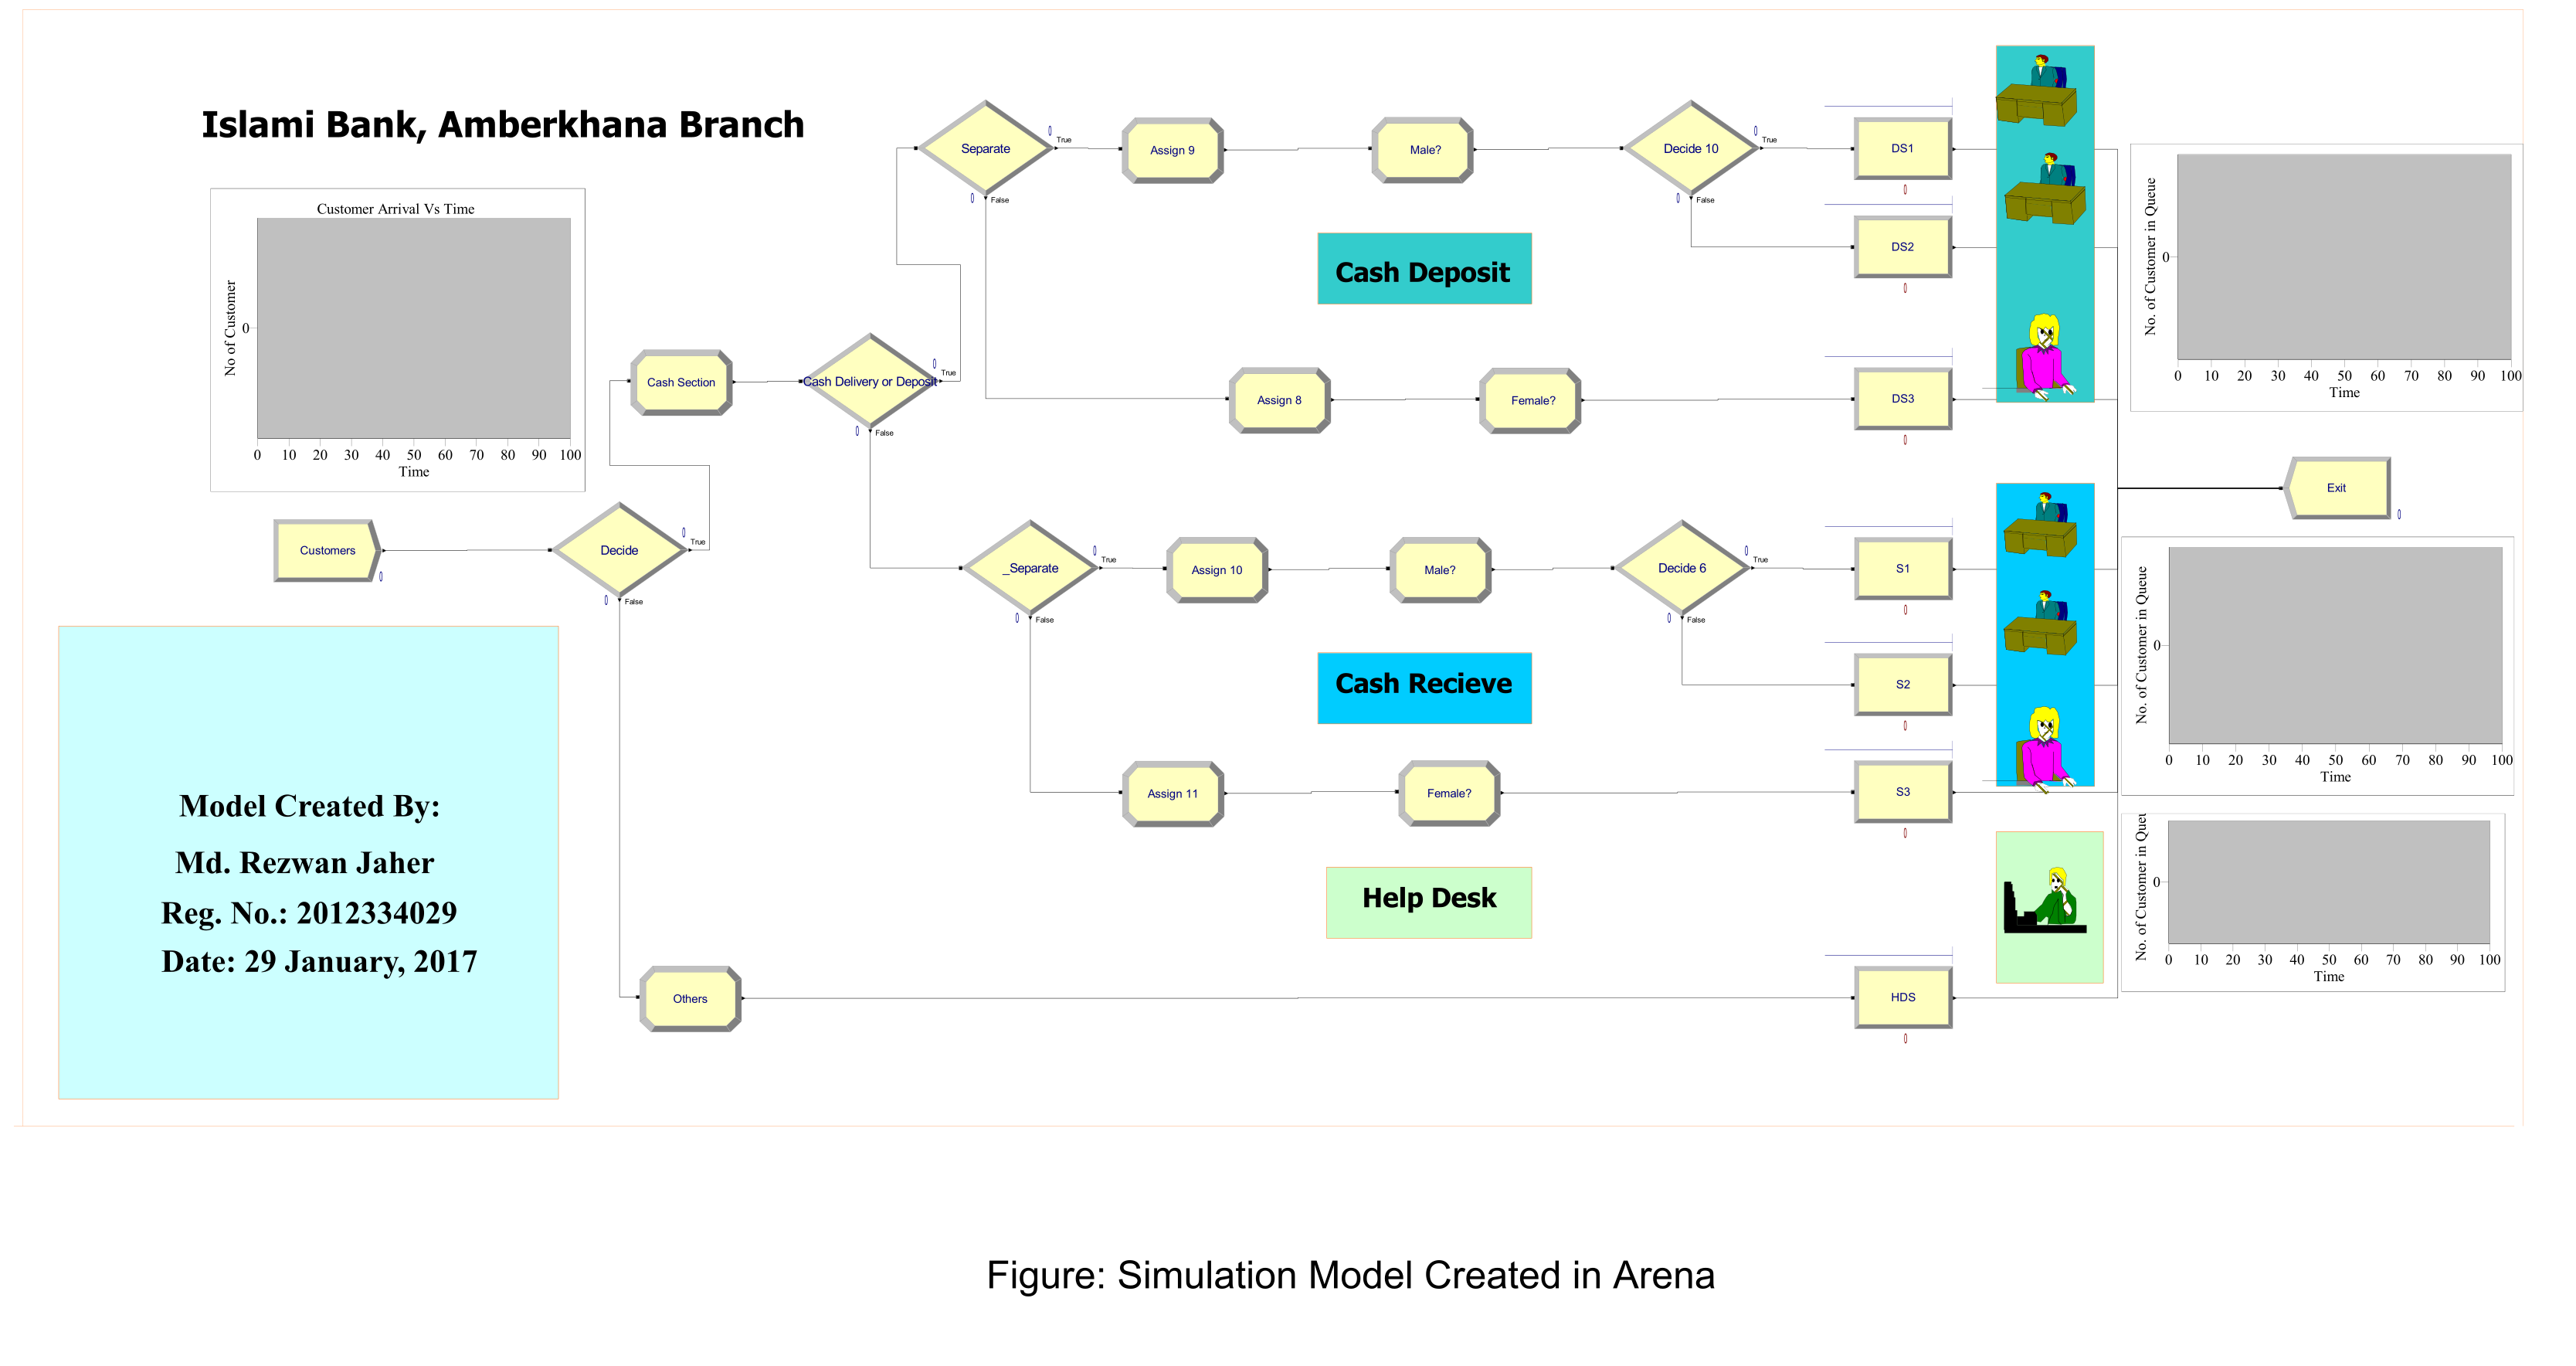 Islami Bank, Amberkhana Branch
Customer Arrival Vs Time
No of Customer
0
0 10 20 30 40 50 60 70 80 90 100
Time
Customers
0
Decide
0
True
0
False
Cash Section
Cash Delivery or Deposit
0
True
0
False
Separate
0
True
0
False
Assign 9
Male?
Decide 10
0
True
0
False
DS1
0
DS2
0
Cash Deposit
Assign 8
Female?
DS3
0
_Separate
0
True
0
False
Assign 10
Male?
Decide 6
0
True
0
False
S1
0
S2
0
Cash Recieve
Assign 11
Female?
S3
0
Help Desk
Others
HDS
0
No. of Customer in Queue
0
0 10 20 30 40 50 60 70 80 90 100
Time
Exit
0
No. of Customer in Queue
0
0 10 20 30 40 50 60 70 80 90 100
Time
No. of Customer in Queu
0
0 10 20 30 40 50 60 70 80 90 100
Time
Model Created By:
Md. Rezwan Jaher
Reg. No.: 2012334029
Date: 29 January, 2017
Figure: Simulation Model Created in Arena